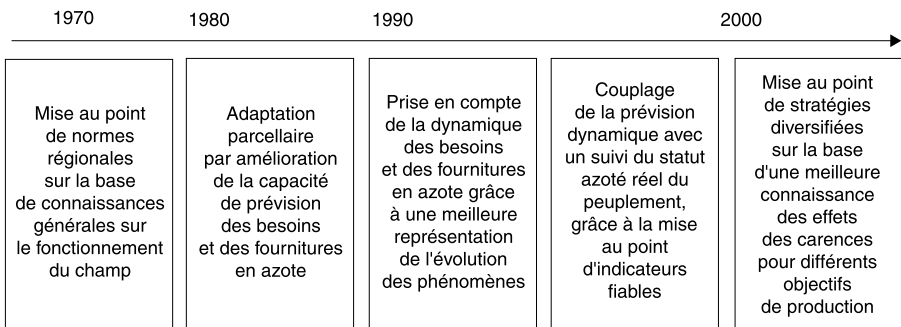 1970
1980
1990
2000
Mise au point
de normes
régionales
sur la base
de connaissances
générales sur
le fonctionnement
du champ
Adaptation
parcellaire
par amélioration
de la capacité
de prévision
des besoins
et des fournitures
en azote
Prise en compte
de la dynamique
des besoins
et des fournitures
en azote grâce
à une meilleure
représentation
de l'évolution
des phénomènes
Couplage
de la prévision
dynamique avec
un suivi du statut
azoté réel du
peuplement,
grâce à la mise
au point
d'indicateurs
fiables
Mise au point
de stratégies
diversifiées
sur la base
d'une meilleure
connaissance
des effets
des carences
pour différents
objectifs
de production